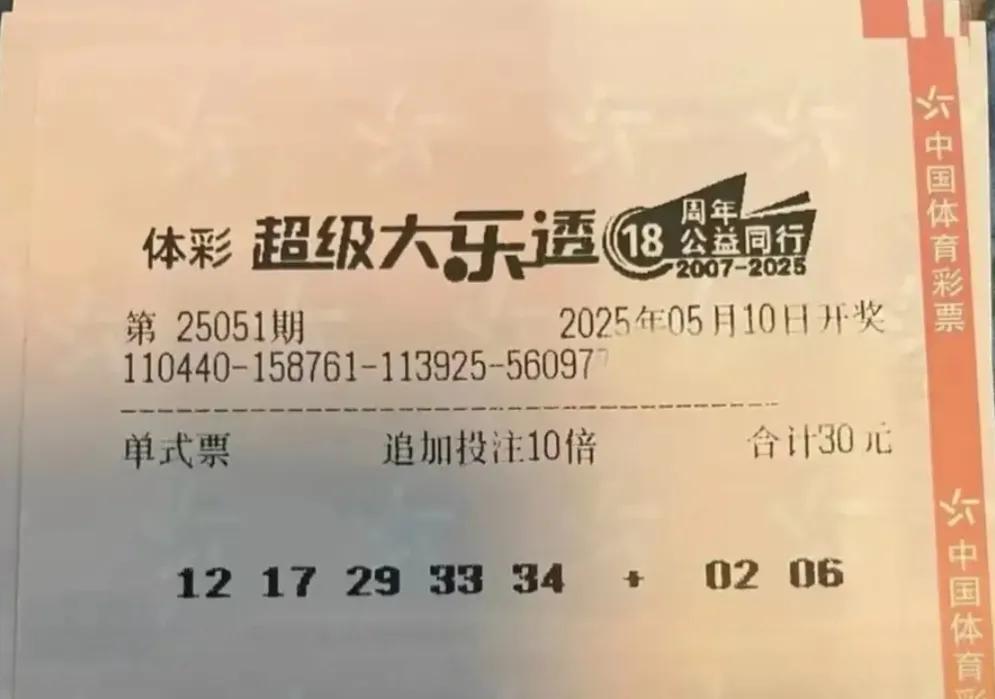 体彩 超级大乐透 18 周年 公益同行 2007-2025
第 25051期 2025年05月10日开奖
110440-158761-113925-560977
单式票 追加投注10倍 合计30元
12 17 29 33 34 + 02 06
中国体育彩票
中国体育彩